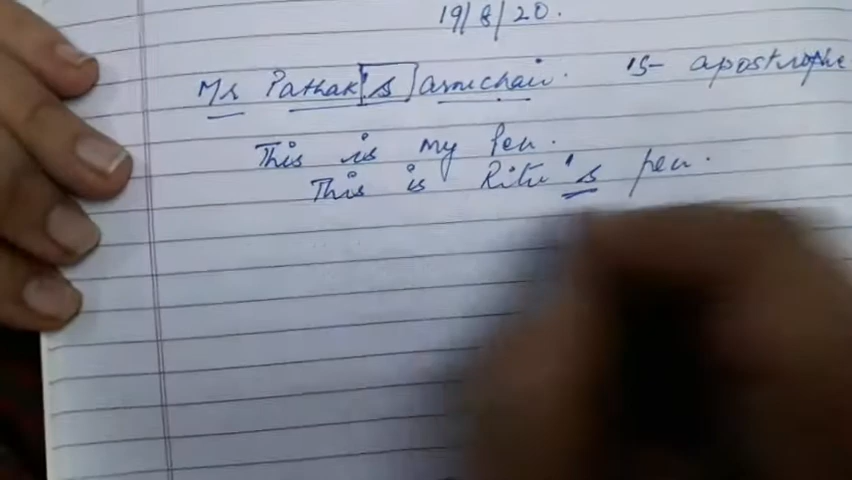 19/8/20.
Mr Pathak's armchair. 's- apostrophe
This is my Pen.
This is Ritu's pen.